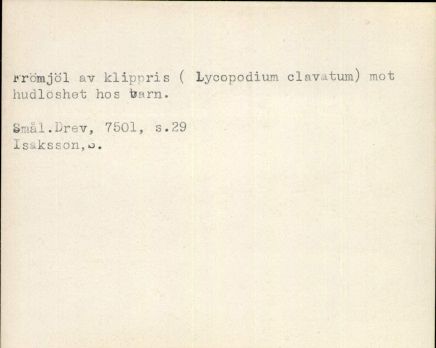 Frömjöl av klippris ( Lycopodium clavatum) mot
hudlöshet hos barn.
Smål.Drev, 7501, s.29
Isaksson,S.